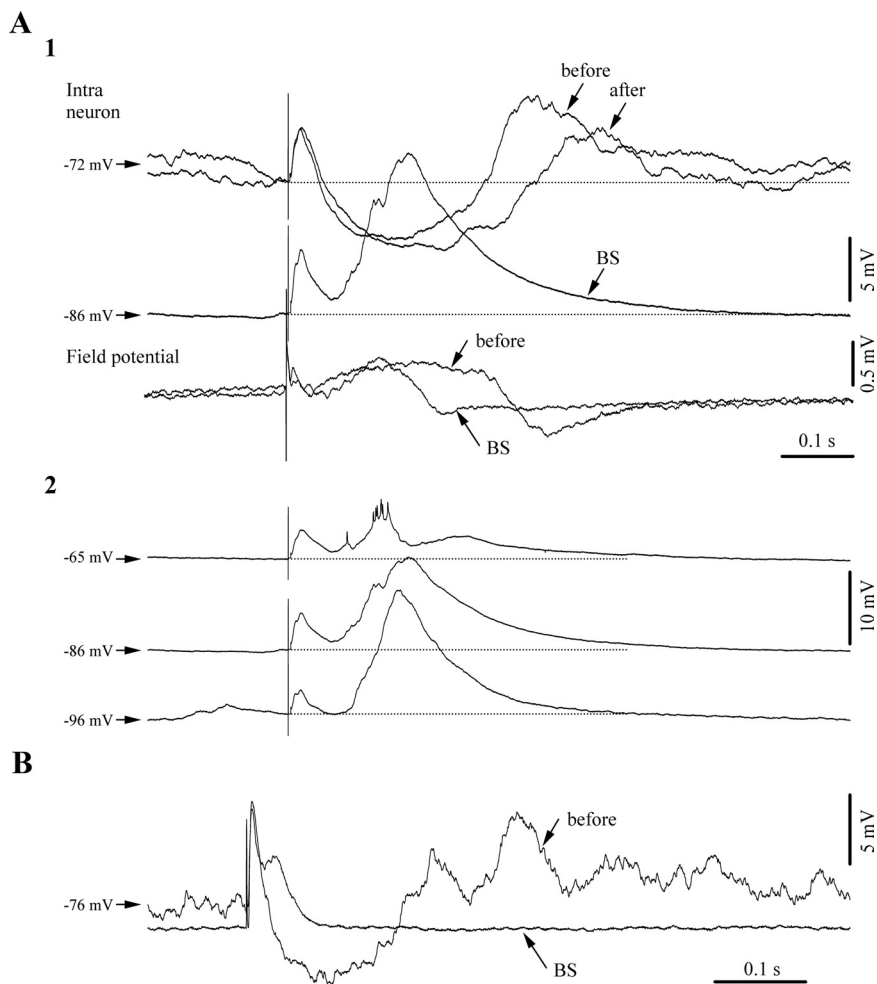 A
1
Intra
neuron
before
after
-72 mV
BS
5 mV
-86 mV
Field potential
before
0.5 mV
BS
0.1 s
2
-65 mV
10 mV
-86 mV
-96 mV
B
before
5 mV
-76 mV
BS
0.1 s